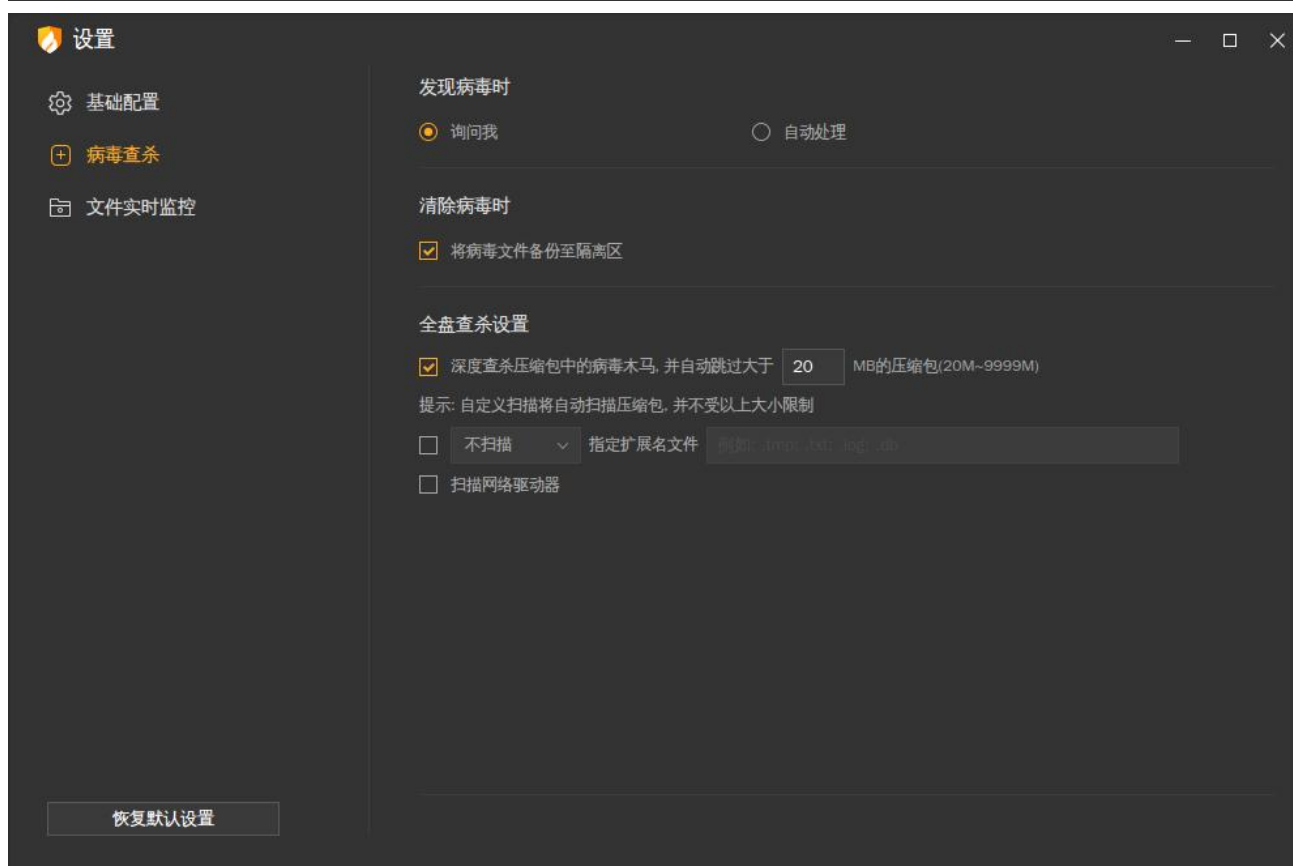 设置
基础配置
病毒查杀
文件实时监控
恢复默认设置
发现病毒时
询问我
自动处理
清除病毒时
将病毒文件备份至隔离区
全盘查杀设置
深度查杀压缩包中的病毒木马, 并自动跳过大于 20 MB的压缩包(20M~9999M)
提示: 自定义扫描将自动扫描压缩包, 并不受以上大小限制
不扫描 指定扩展名文件 例如: .tmp; .txt; .log; .db
扫描网络驱动器